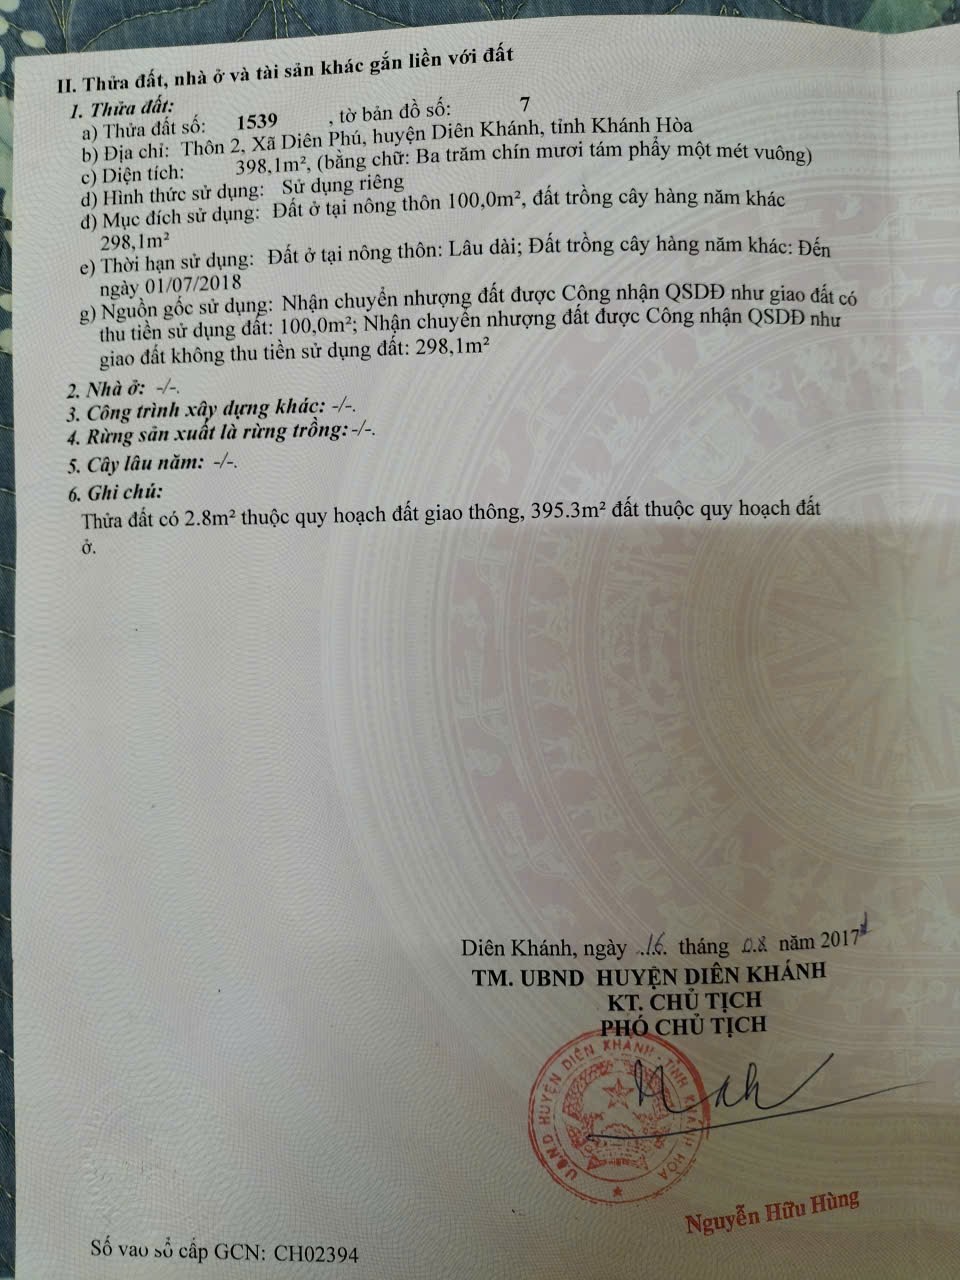 II. Thửa đất, nhà ở và tài sản khác gắn liền với đất
1. Thửa đất:
a) Thửa đất số: 1539 , tờ bản đồ số: 7
b) Địa chỉ: Thôn 2, Xã Diên Phú, huyện Diên Khánh, tỉnh Khánh Hòa
c) Diện tích: 398,1m², (bằng chữ: Ba trăm chín mươi tám phẩy một mét vuông)
d) Hình thức sử dụng: Sử dụng riêng
đ) Mục đích sử dụng: Đất ở tại nông thôn 100,0m², đất trồng cây hàng năm khác
298,1m²
e) Thời hạn sử dụng: Đất ở tại nông thôn: Lâu dài; Đất trồng cây hàng năm khác: Đến
ngày 01/07/2018
g) Nguồn gốc sử dụng: Nhận chuyển nhượng đất được Công nhận QSDĐ như giao đất có
thu tiền sử dụng đất: 100,0m²; Nhận chuyển nhượng đất được Công nhận QSDĐ như
giao đất không thu tiền sử dụng đất: 298,1m²
2. Nhà ở: -/-.
3. Công trình xây dựng khác: -/-.
4. Rừng sản xuất là rừng trồng: -/-.
5. Cây lâu năm: -/-.
6. Ghi chú:
Thửa đất có 2.8m² thuộc quy hoạch đất giao thông, 395.3m² đất thuộc quy hoạch đất
ở.
Diên Khánh, ngày 16 tháng 08 năm 2017
TM. UBND HUYỆN DIÊN KHÁNH
KT. CHỦ TỊCH
PHÓ CHỦ TỊCH
U.B.N.D HUYỆN DIÊN KHÁNH - TỈNH KHÁNH HÒA
Nguyễn Hữu Hùng
Số vào sổ cấp GCN: CH02394